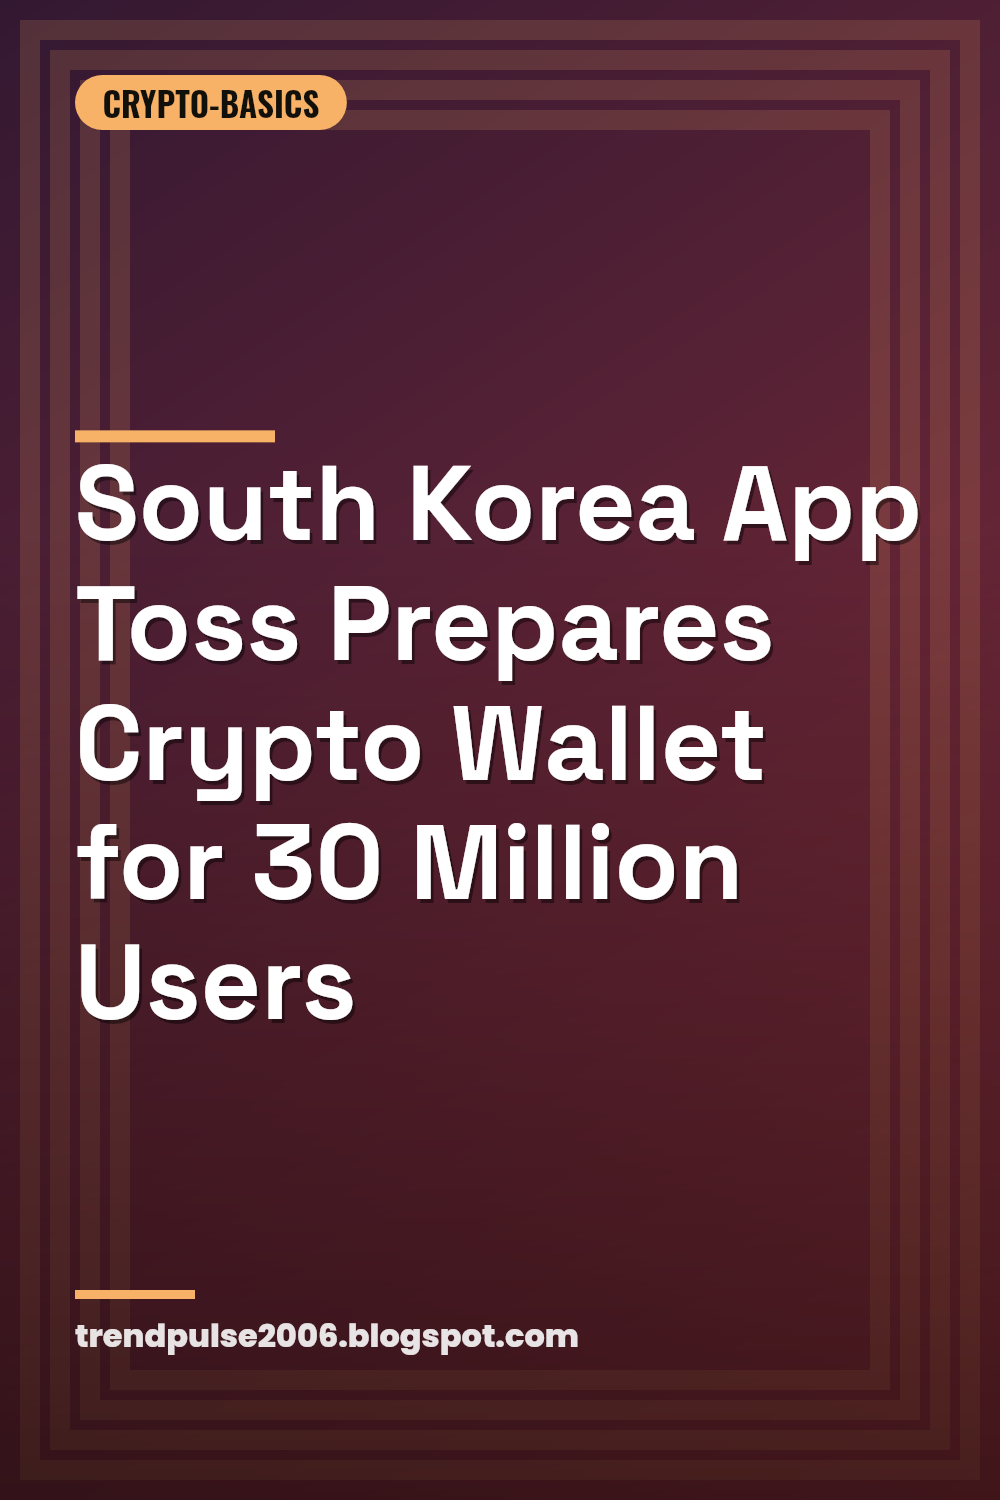 CRYPTO-BASICS
South Korea App
Toss Prepares
Crypto Wallet
for 30 Million
Users
trendpulse2006.blogspot.com